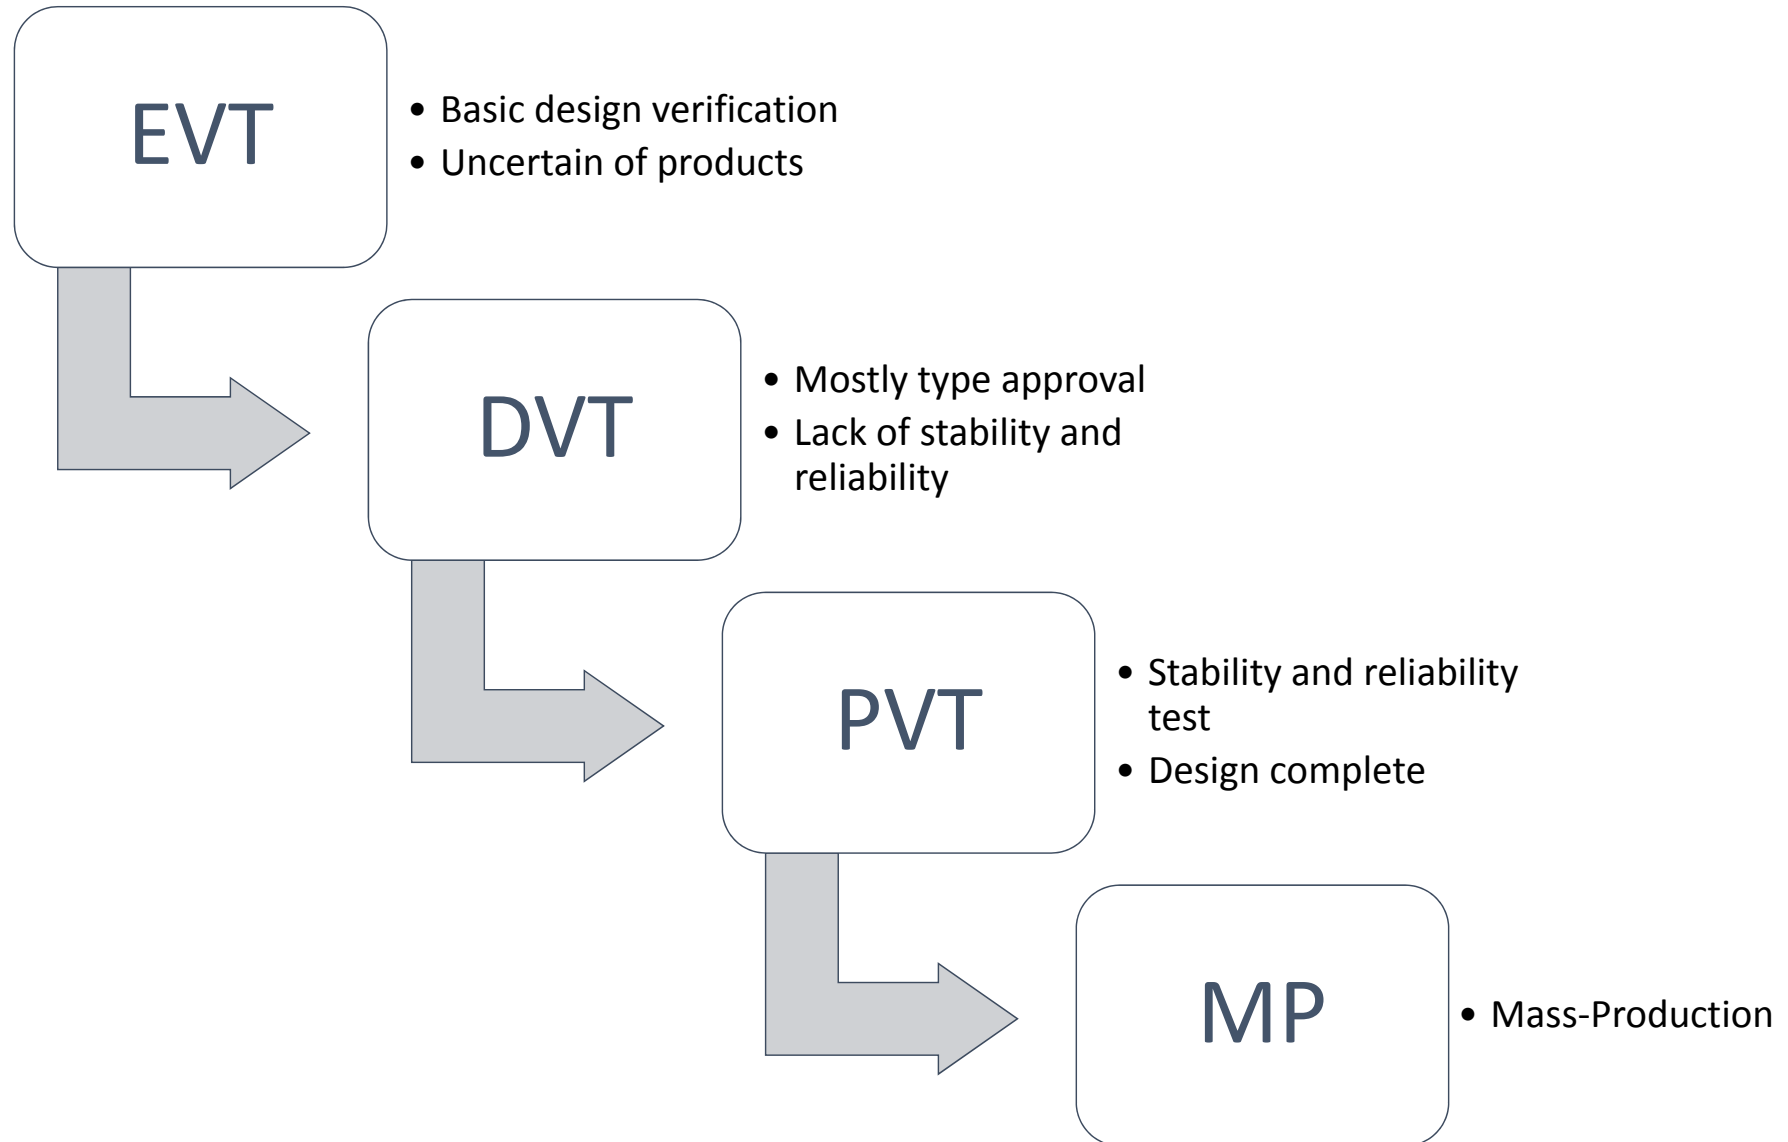 EVT
• Basic design verification
• Uncertain of products
DVT
• Mostly type approval
• Lack of stability and
reliability
PVT
• Stability and reliability
test
• Design complete
MP
• Mass-Production